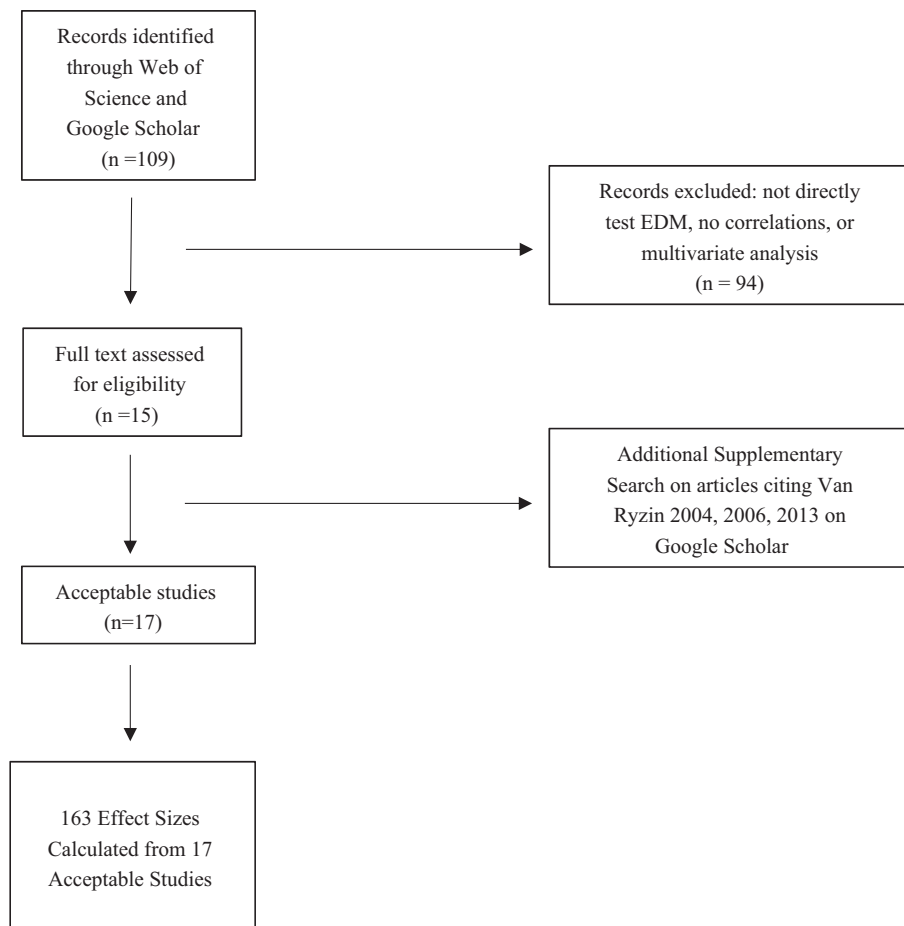 Records identified
through Web of
Science and
Google Scholar
(n =109)
Records excluded: not directly
test EDM, no correlations, or
multivariate analysis
(n = 94)
Full text assessed
for eligibility
(n =15)
Additional Supplementary
Search on articles citing Van
Ryzin 2004, 2006, 2013 on
Google Scholar
Acceptable studies
(n=17)
163 Effect Sizes
Calculated from 17
Acceptable Studies